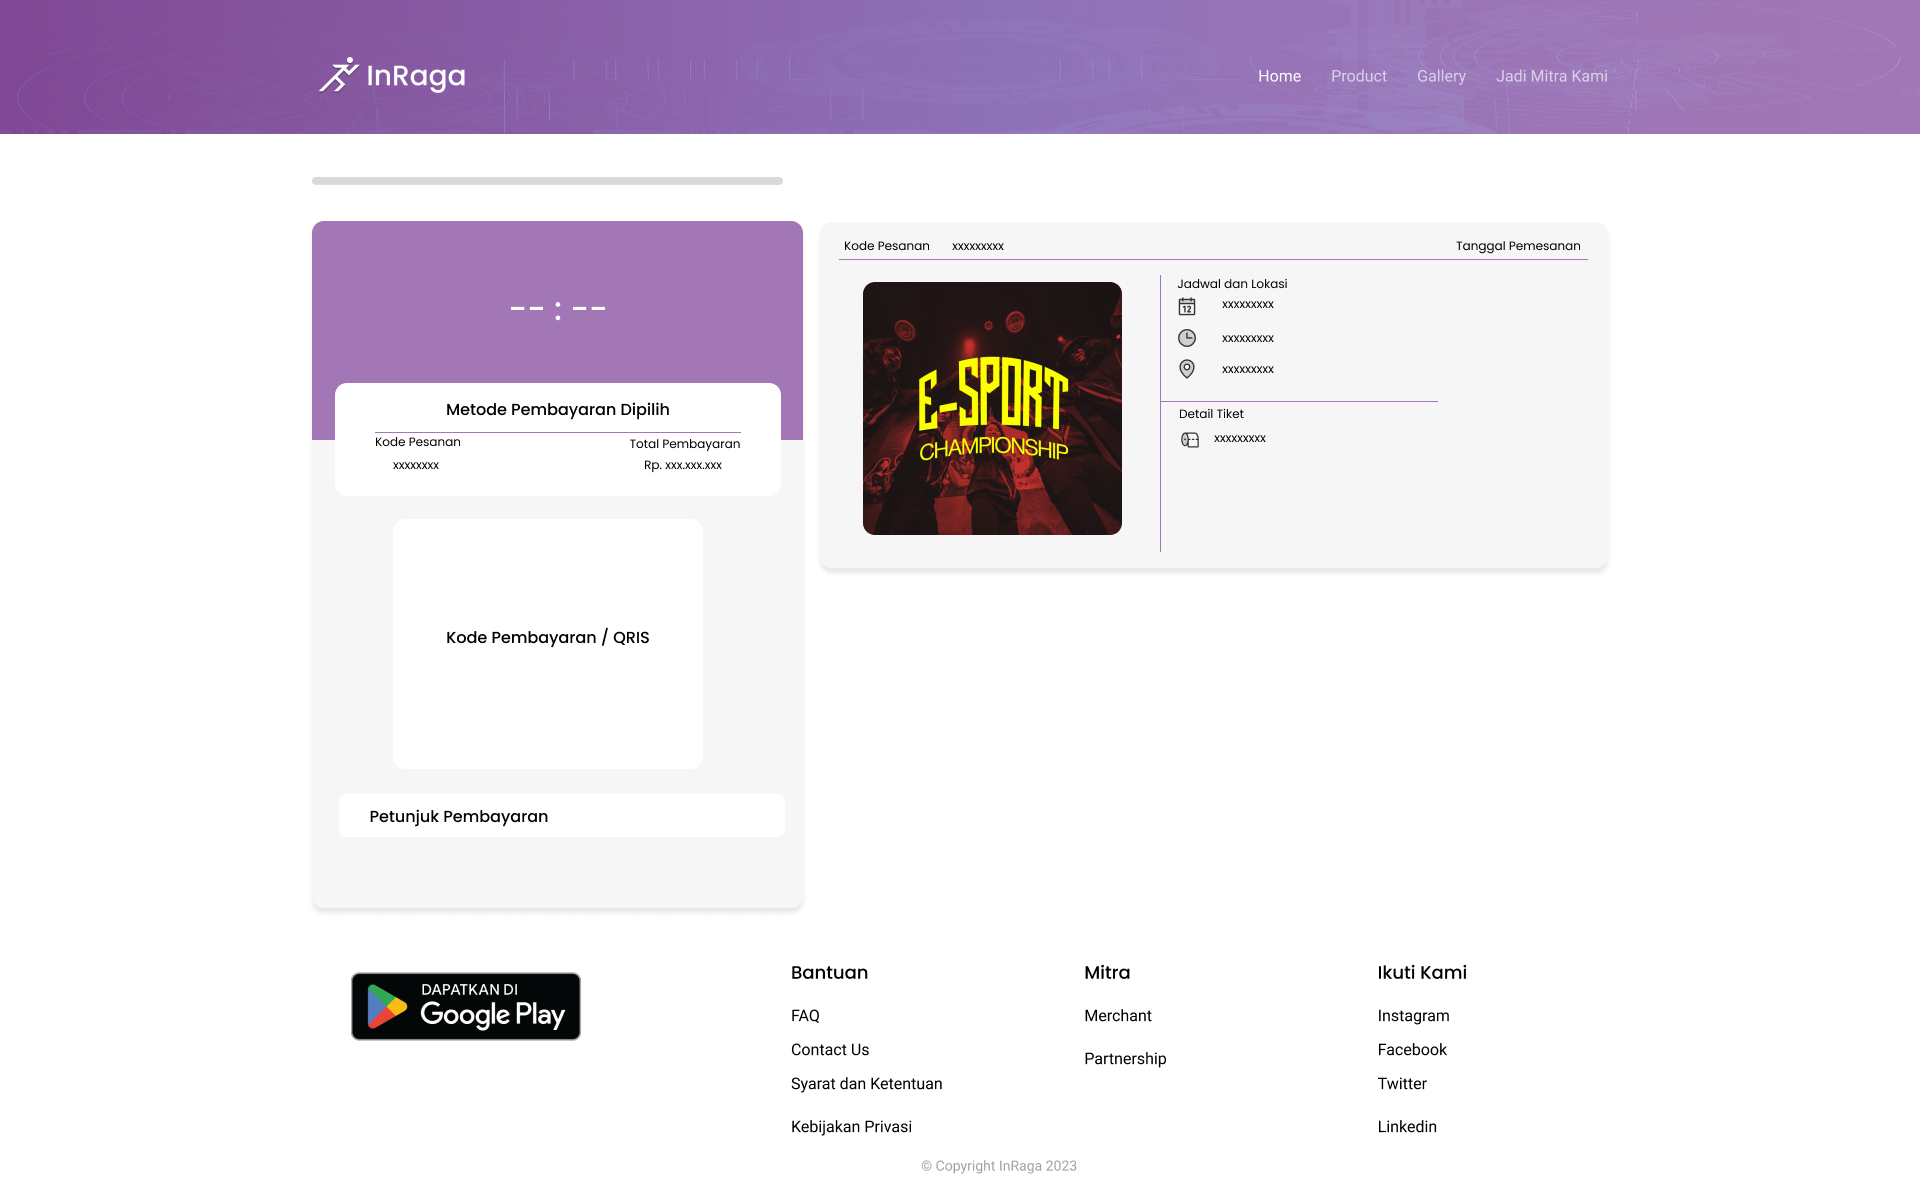 InRaga
Home Product Gallery Jadi Mitra Kami
-- : --
Metode Pembayaran Dipilih
Kode Pesanan Total Pembayaran
xxxxxxxx Rp. xxx.xxx.xxx
Kode Pembayaran / QRIS
Petunjuk Pembayaran
Kode Pesanan xxxxxxxxx Tanggal Pemesanan
E-SPORT
CHAMPIONSHIP
Jadwal dan Lokasi
12 xxxxxxxxx
xxxxxxxxx
xxxxxxxxx
Detail Tiket
xxxxxxxxx
DAPATKAN DI
Google Play
Bantuan
FAQ
Contact Us
Syarat dan Ketentuan
Kebijakan Privasi
Mitra
Merchant
Partnership
Ikuti Kami
Instagram
Facebook
Twitter
Linkedin
© Copyright InRaga 2023